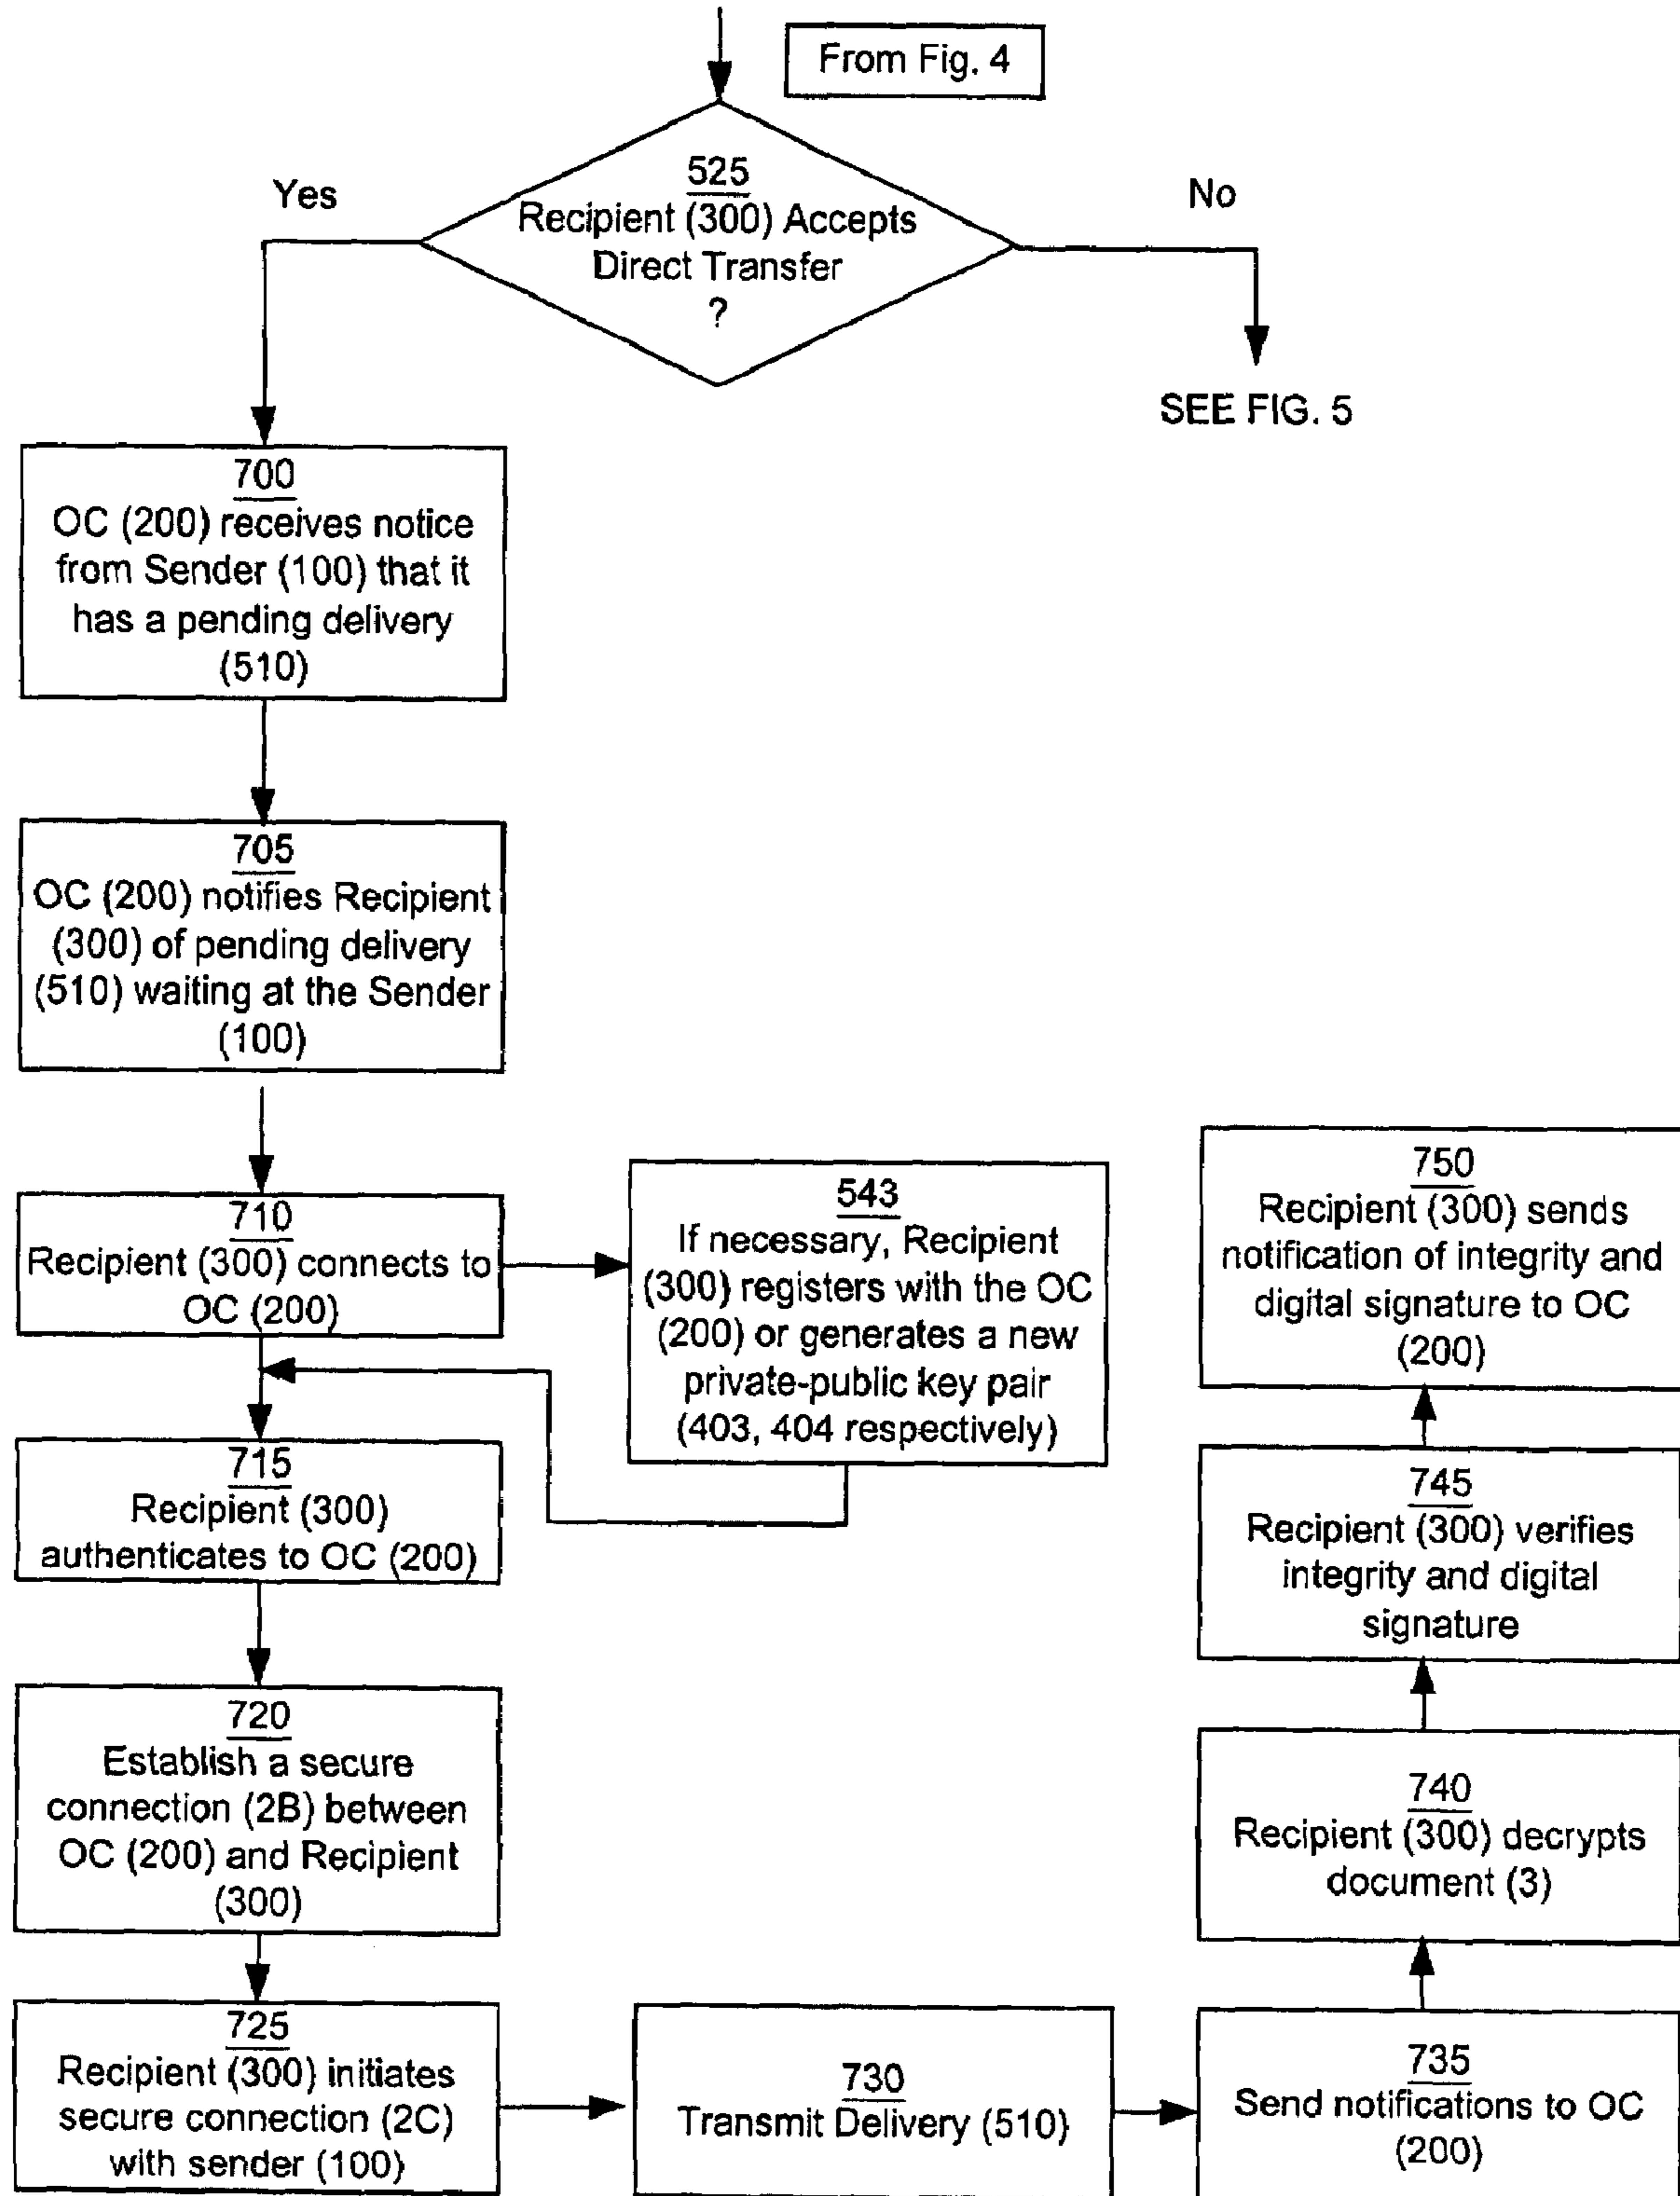 From Fig. 4
525
Recipient (300) Accepts
Direct Transfer
?
Yes
No
SEE FIG. 5
700
OC (200) receives notice
from Sender (100) that it
has a pending delivery
(510)
705
OC (200) notifies Recipient
(300) of pending delivery
(510) waiting at the Sender
(100)
710
Recipient (300) connects to
OC (200)
543
If necessary, Recipient
(300) registers with the OC
(200) or generates a new
private-public key pair
(403, 404 respectively)
715
Recipient (300)
authenticates to OC (200)
720
Establish a secure
connection (2B) between
OC (200) and Recipient
(300)
725
Recipient (300) initiates
secure connection (2C)
with sender (100)
730
Transmit Delivery (510)
735
Send notifications to OC
(200)
740
Recipient (300) decrypts
document (3)
745
Recipient (300) verifies
integrity and digital
signature
750
Recipient (300) sends
notification of integrity and
digital signature to OC
(200)